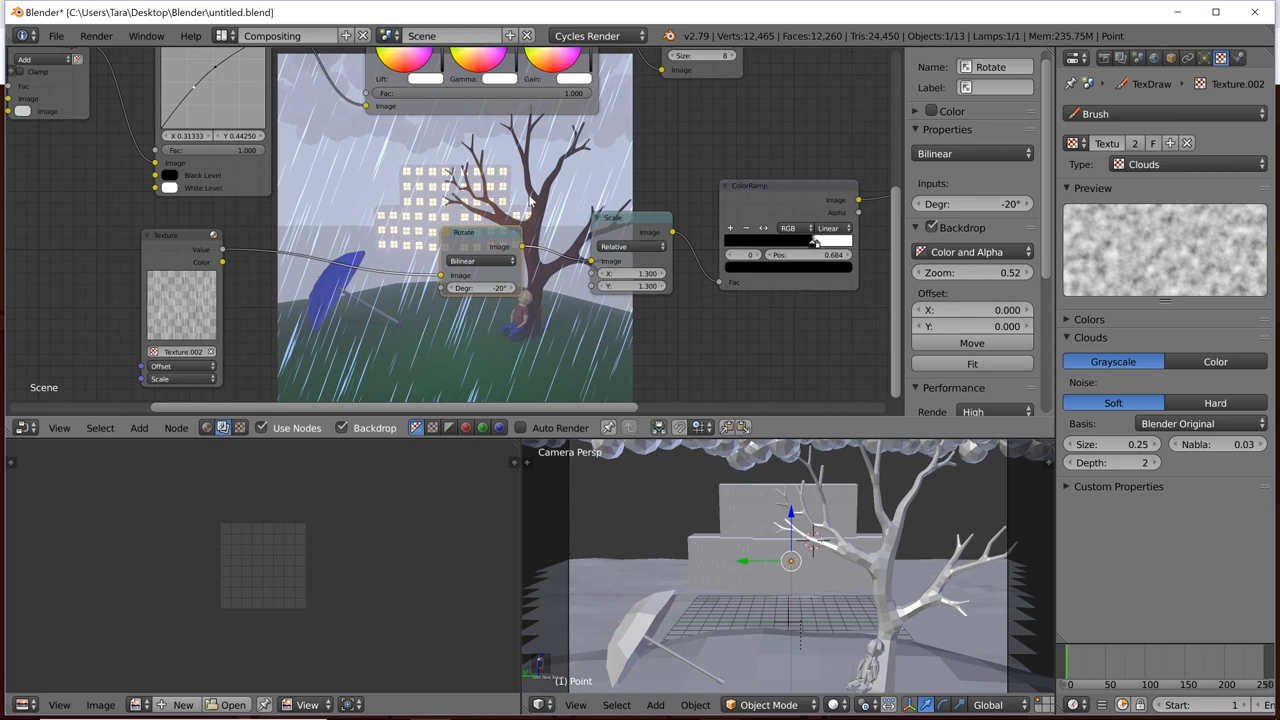 Blender* [C:\Users\Tara\Desktop\Blender\untitled.blend]
File Render Window Help Compositing Scene Cycles Render v2.79 | Verts:12,465 | Faces:12,260 | Tris:24,450 | Objects:1/13 | Lamps:1/1 | Mem:235.75M | Point
Add
Clamp
Fac
Image
Image
X 0.31333 Y 0.44250
Fac: 1.000
Image
Black Level
White Level
Lift: Gamma: Gain:
Fac: 1.000
Image
Size: 8
Image
Texture
Value
Color
Texture.002
Offset
Scale
Rotate
Image
Bilinear
Image
Degr: -20°
Scale
Image
Relative
Image
X: 1.300
Y: 1.300
ColorRamp
Image
Alpha
RGB Linear
0 Pos: 0.684
Fac
Scene
Name: Rotate
Label:
Color
Properties
Bilinear
Inputs:
Degr: -20°
Backdrop
Color and Alpha
Zoom: 0.52
Offset:
X: 0.000
Y: 0.000
Move
Fit
Performance
Rende High
TexDraw Texture.002
Brush
Textu 2 F
Type: Clouds
Preview
Colors
Clouds
Grayscale Color
Noise:
Soft Hard
Basis: Blender Original
Size: 0.25 Nabla: 0.03
Depth: 2
Custom Properties
View Select Add Node Use Nodes Backdrop Auto Render
Camera Persp
(1) Point
View Image New Open View
View Select Add Object Object Mode Global
0 50 100 150 200 250
Start: 1